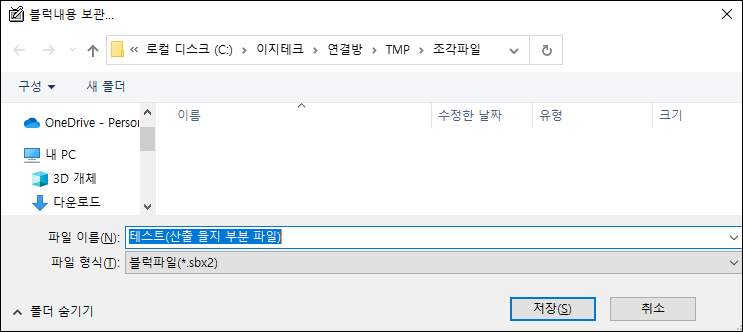 블럭내용 보관...
« 로컬 디스크 (C:) › 이지테크 › 연결방 › TMP › 조각파일
구성 새 폴더
이름 수정한 날짜 유형 크기
OneDrive - Person
내 PC
3D 개체
다운로드
파일 이름(N): 테스트(산출 을지 부분 파일)
파일 형식(T): 블럭파일(*.sbx2)
폴더 숨기기 저장(S) 취소